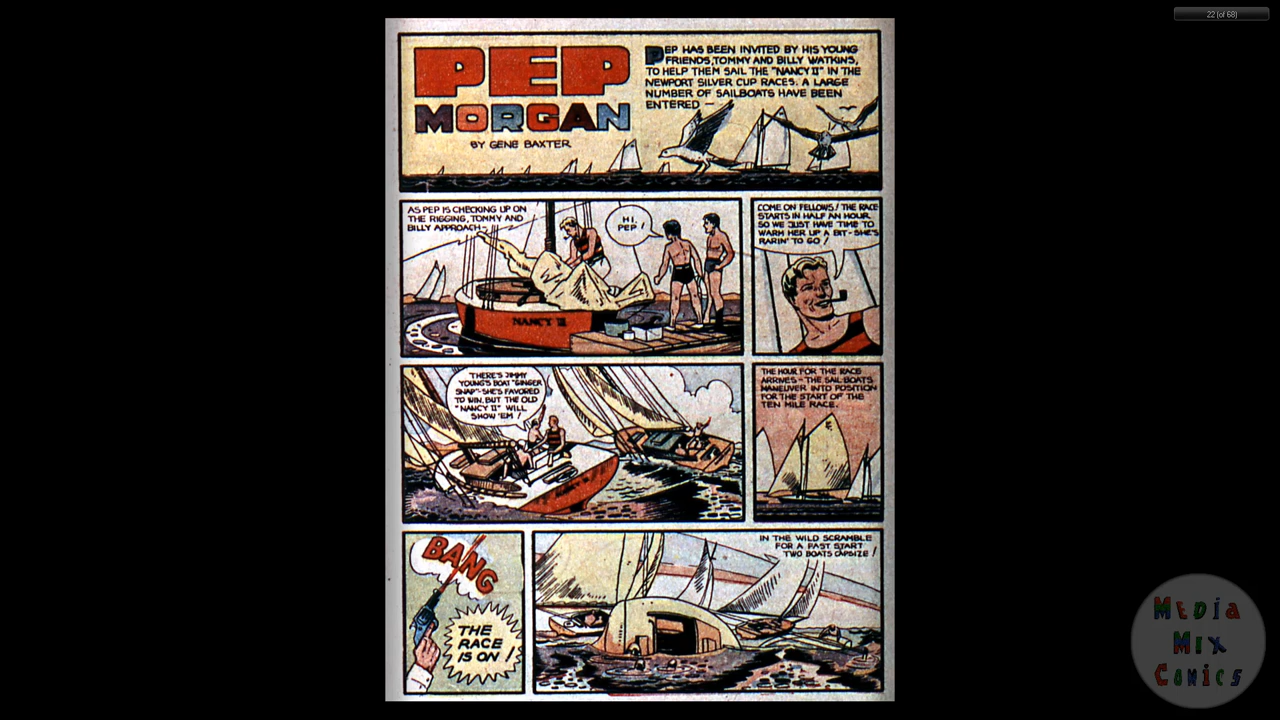 22 (of 68)
PEP
MORGAN
BY GENE BAXTER
PEP HAS BEEN INVITED BY HIS YOUNG
FRIENDS, TOMMY AND BILLY WATKINS,
TO HELP THEM SAIL THE "NANCY II" IN THE
NEWPORT SILVER CUP RACES. A LARGE
NUMBER OF SAILBOATS HAVE BEEN
ENTERED —
AS PEP IS CHECKING UP ON
THE RIGGING, TOMMY AND
BILLY APPROACH -
HI,
PEP!
NANCY II
COME ON FELLOWS! THE RACE
STARTS IN HALF AN HOUR,
SO WE JUST HAVE TIME TO
WARM HER UP A BIT - SHE'S
RARIN' TO GO!
THERE'S JIMMY
YOUNG'S BOAT "GINGER
SNAP" - SHE'S FAVORED
TO WIN. BUT THE OLD
"NANCY II" WILL
SHOW 'EM!
NANCY II
THE HOUR FOR THE RACE
ARRIVES - THE SAIL BOATS
MANEUVER INTO POSITION
FOR THE START OF THE
TEN MILE RACE.
BANG
THE
RACE
IS ON!
IN THE WILD SCRAMBLE
FOR A FAST START
TWO BOATS CAPSIZE!
MEDiA
MiX
COMiCS